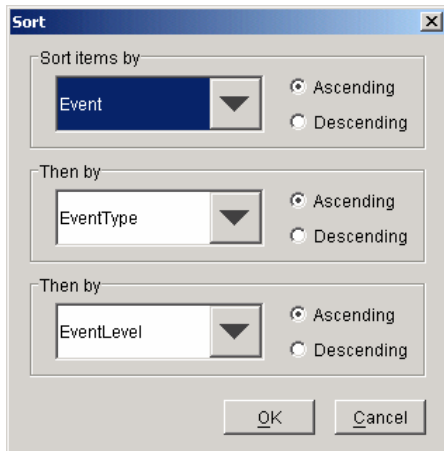 Sort
Sort items by
Event
Ascending
Descending
Then by
EventType
Ascending
Descending
Then by
EventLevel
Ascending
Descending
OK Cancel